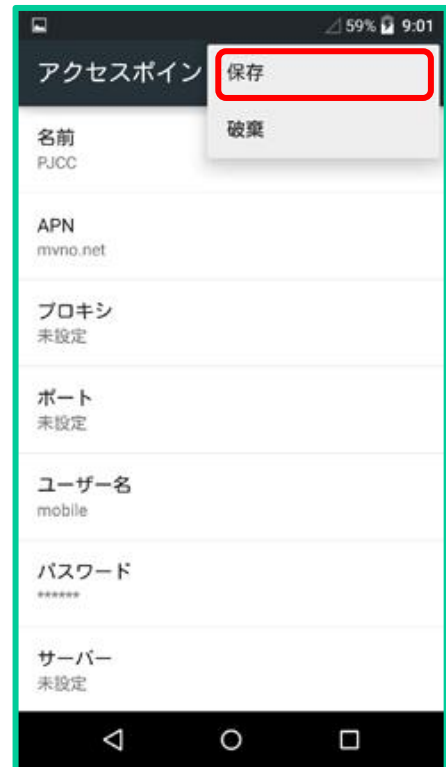 59% 9:01
アクセスポイン
保存
破棄
名前
PJCC
APN
mvno.net
プロキシ
未設定
ポート
未設定
ユーザー名
mobile
パスワード
******
サーバー
未設定